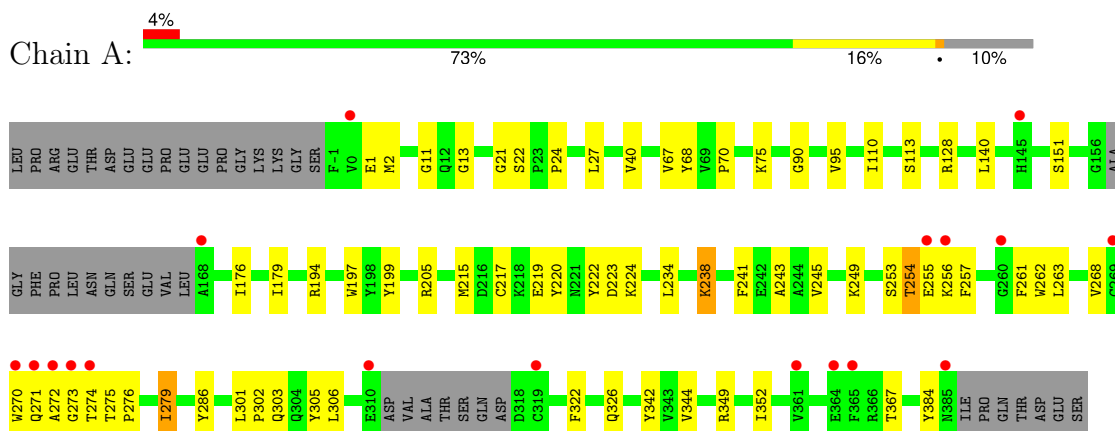 4%
Chain A:
73% 16% • 10%
LEU PRO ARG GLU THR ASP GLU GLU PRO GLU GLU PRO GLY LYS LYS GLY SER F-1 V0 E1 M2 G11 Q12 G13 G21 S22 P23 P24 L27 V40 V67 Y68 V69 P70 K75 G90 V95 I110 S113 R128 L140 H145 S151 G156 ALA
GLY PHE PRO LEU ASN GLN SER GLU VAL LEU A168 I176 I179 R194 W197 Y198 Y199 R205 M215 D216 C217 K218 E219 Y220 N221 Y222 D223 K224 L234 K238 F241 E242 A243 A244 V245 K249 S253 T254 E255 K256 F257 G260 F261 W262 L263 V268 C269
W270 Q271 A272 G273 T274 T275 P276 I279 Y286 L301 P302 Q303 Q304 Y305 L306 E310 ASP VAL ALA THR SER GLN ASP D318 C319 F322 Q326 Y342 V343 V344 R349 I352 V361 E364 F365 R366 T367 Y384 N385 ILE PRO GLN THR ASP GLU SER